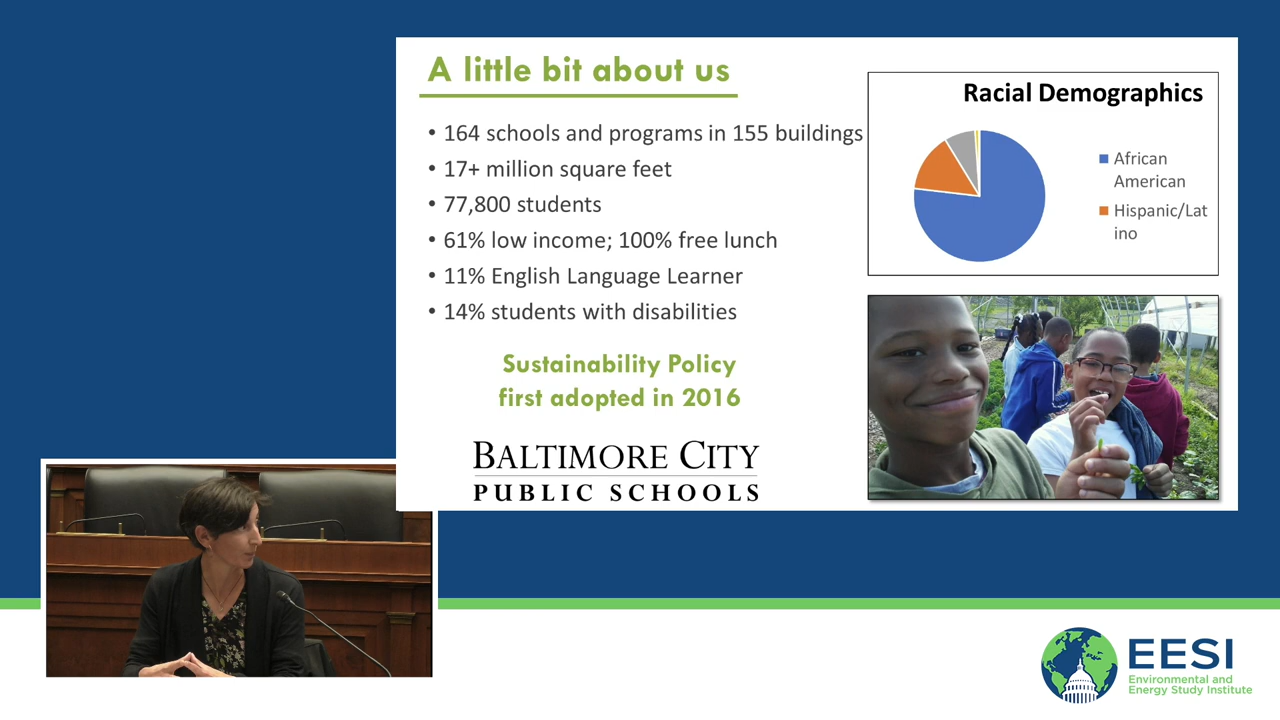 A little bit about us
• 164 schools and programs in 155 buildings
• 17+ million square feet
• 77,800 students
• 61% low income; 100% free lunch
• 11% English Language Learner
• 14% students with disabilities
Sustainability Policy
first adopted in 2016
BALTIMORE CITY
PUBLIC SCHOOLS
Racial Demographics
African
American
Hispanic/Lat
ino
EESI
Environmental and
Energy Study Institute